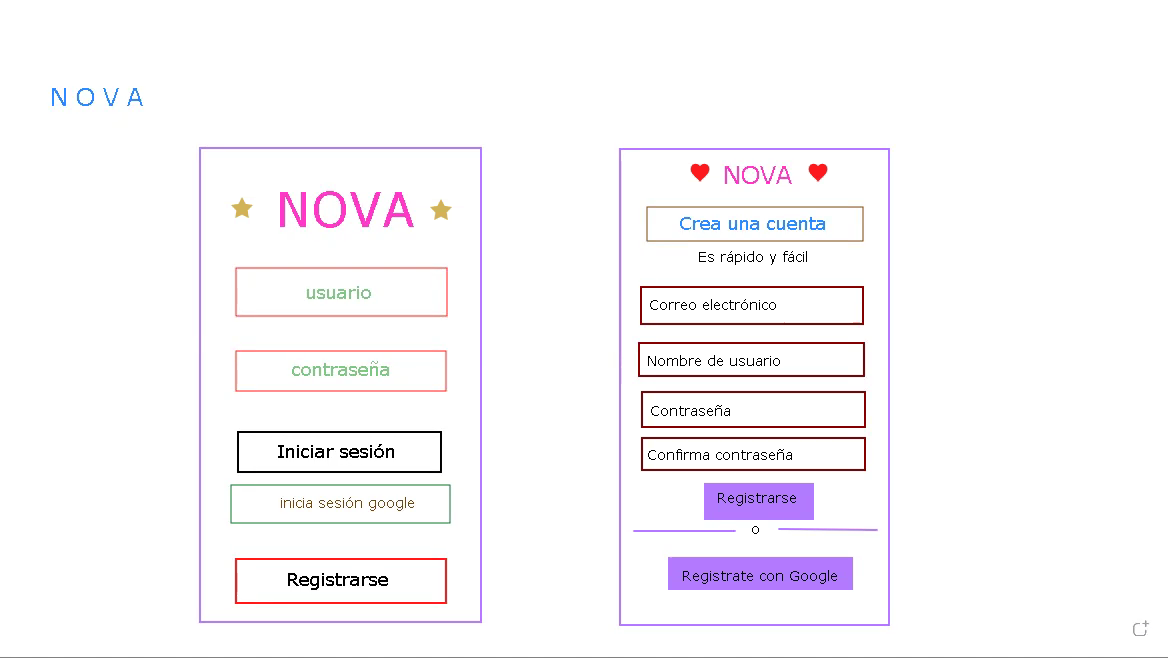 N O V A
NOVA
usuario
contraseña
Iniciar sesión
inicia sesión google
Registrarse
NOVA
Crea una cuenta
Es rápido y fácil
Correo electrónico
Nombre de usuario
Contraseña
Confirma contraseña
Registrarse
o
Registrate con Google